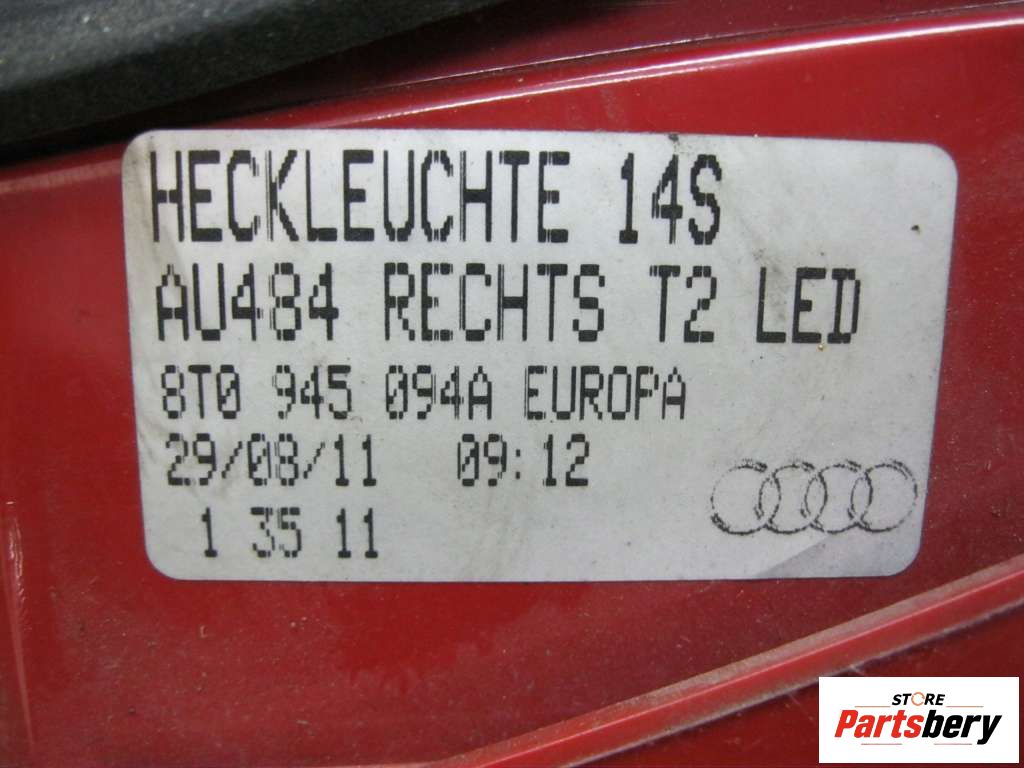 HECKLEUCHTE 14S
AU484 RECHTS T2 LED
8T0 945 094A EUROPA
29/08/11 09:12
1 35 11
STORE
Partsbery